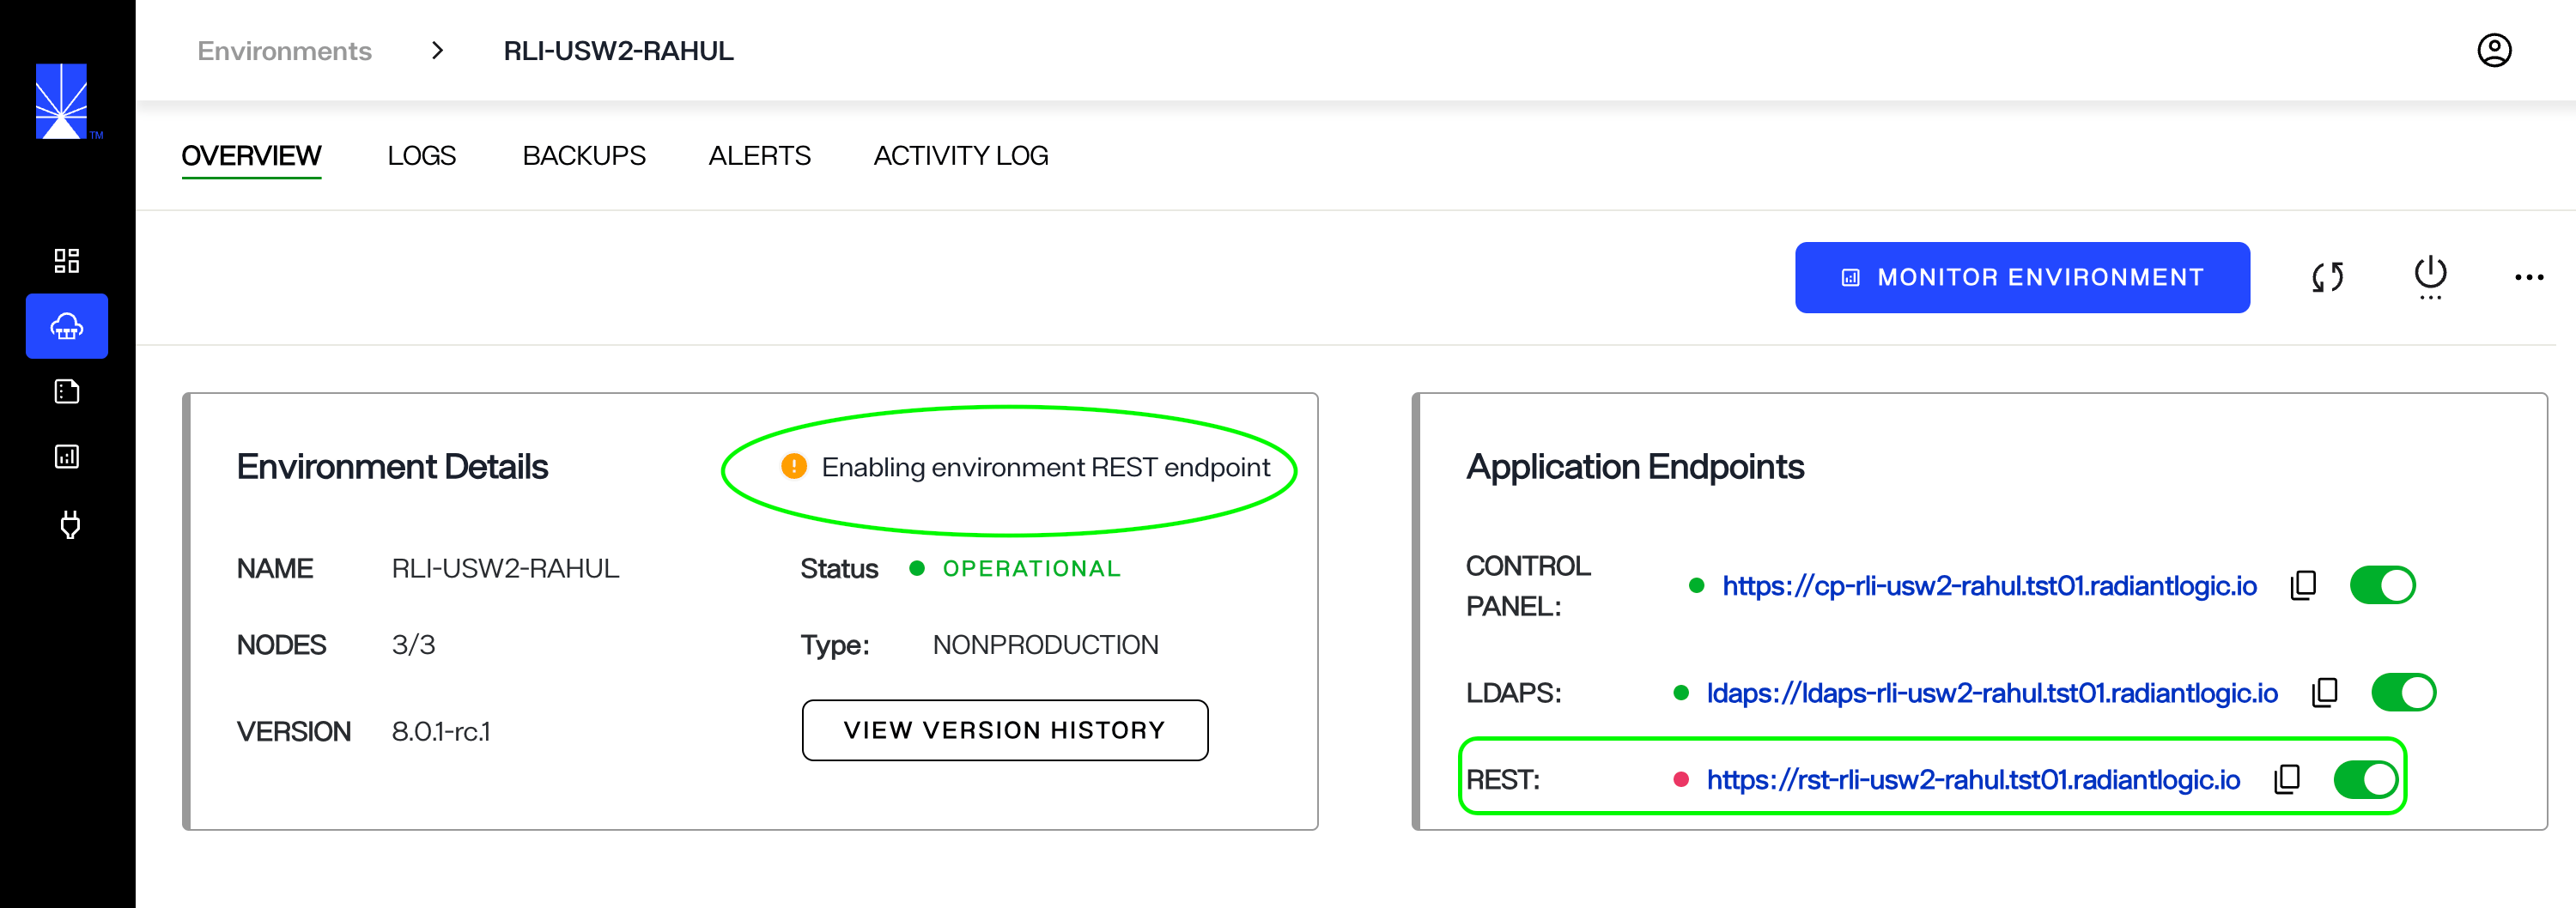 Environments > RLI-USW2-RAHUL
TM
OVERVIEW LOGS BACKUPS ALERTS ACTIVITY LOG
MONITOR ENVIRONMENT
Environment Details
Enabling environment REST endpoint
NAME RLI-USW2-RAHUL
Status OPERATIONAL
NODES 3/3
Type: NONPRODUCTION
VERSION 8.0.1-rc.1
VIEW VERSION HISTORY
Application Endpoints
CONTROL
PANEL: https://cp-rli-usw2-rahul.tst01.radiantlogic.io
LDAPS: ldaps://ldaps-rli-usw2-rahul.tst01.radiantlogic.io
REST: https://rst-rli-usw2-rahul.tst01.radiantlogic.io